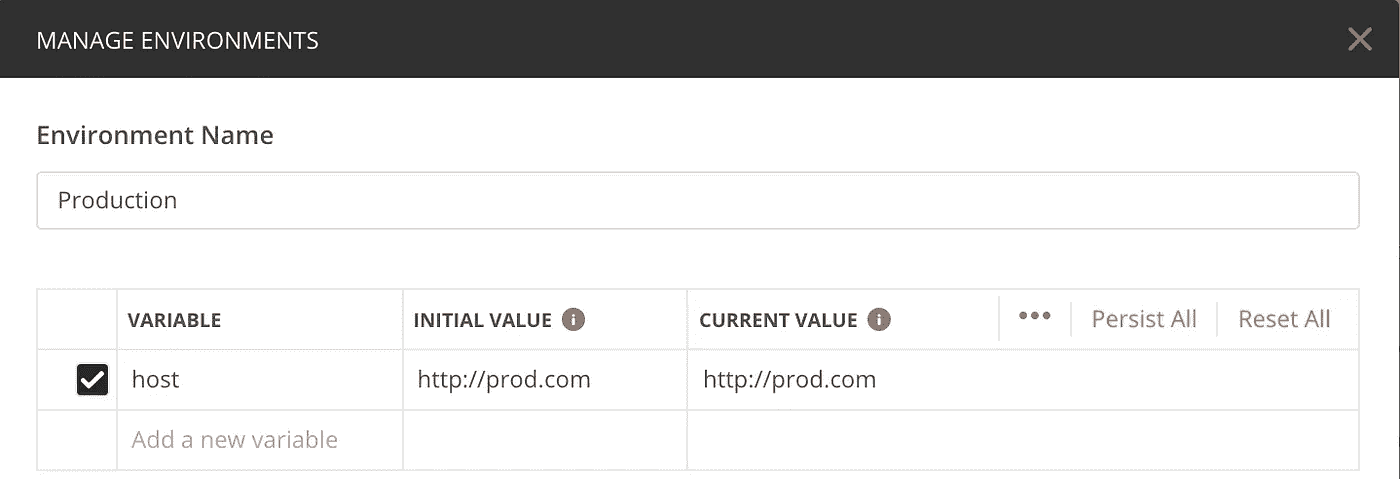 MANAGE ENVIRONMENTS
Environment Name
Production
VARIABLE INITIAL VALUE CURRENT VALUE ••• Persist All Reset All
host http://prod.com http://prod.com
Add a new variable